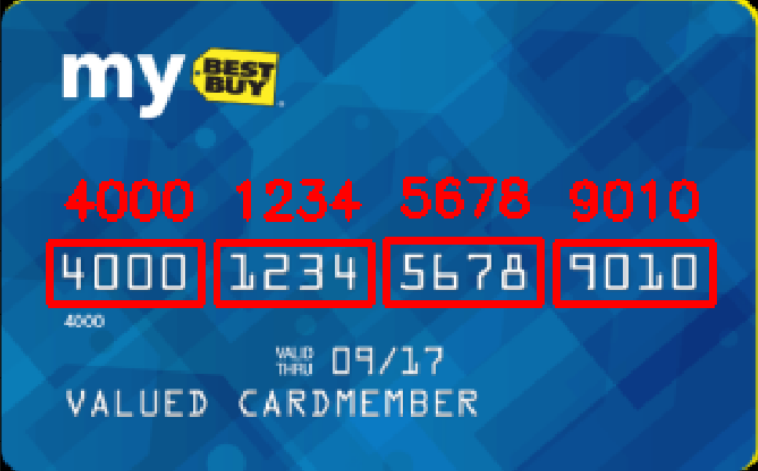 my BEST BUY
4000 1234 5678 9010
4000 1234 5678 9010
4000
VALID THRU 09/17
VALUED CARDMEMBER